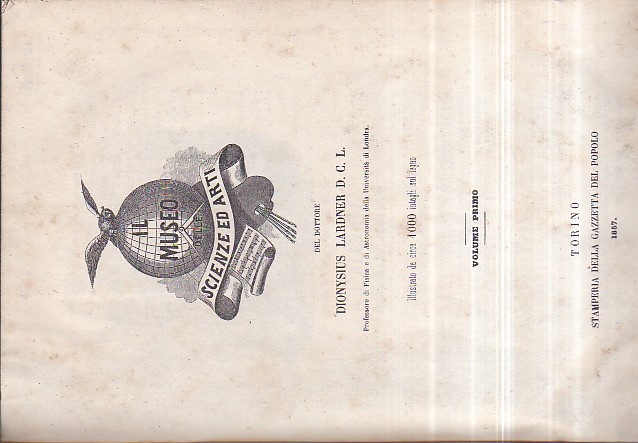 IL
MUSEO
DELLE
SCIENZE ED ARTI
DEL DOTTORE
DIONYSIUS LARDNER D. C. L.
Professore di Fisica e di Astronomia della Università di Londra.
Illustrato da circa 1000 intagli sul legno
VOLUME PRIMO
TORINO
STAMPERIA DELLA GAZZETTA DEL POPOLO
1857.